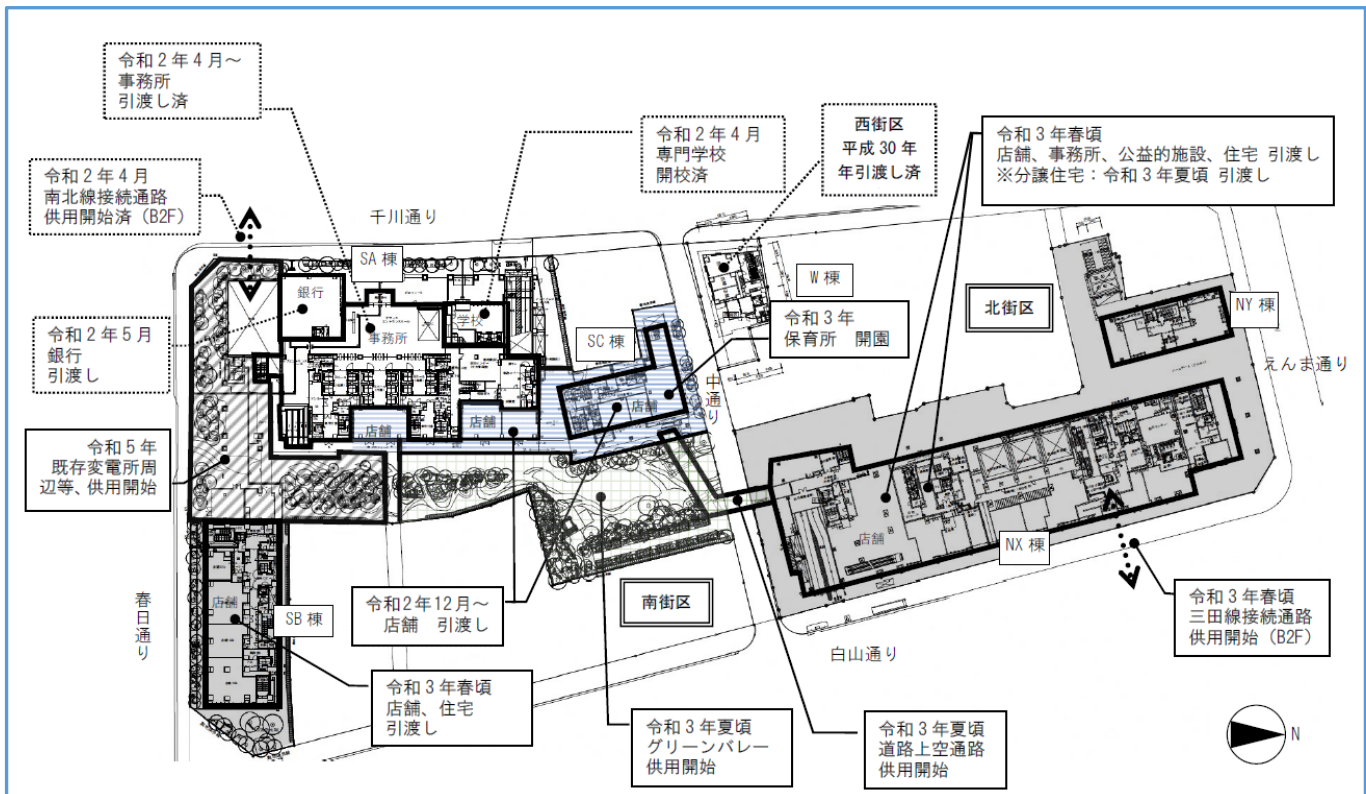 令和２年４月～
事務所
引渡し済
令和２年４月
南北線接続通路
供用開始済（B2F）
千川通り
SA 棟
令和２年４月
専門学校
開校済
西街区
平成 30 年
年引渡し済
令和３年春頃
店舗、事務所、公益的施設、住宅 引渡し
※分譲住宅：令和３年夏頃 引渡し
銀行
事務所
学校
W 棟
北街区
NY 棟
えんま通り
令和２年５月
銀行
引渡し
SC 棟
令和３年
保育所 開園
中通り
店舗
店舗
店舗
令和５年
既存変電所周
辺等、供用開始
店舗
NX 棟
春日通り
店舗
SB 棟
令和２年12月～
店舗 引渡し
南街区
白山通り
令和３年春頃
三田線接続通路
供用開始（B2F）
令和３年春頃
店舗、住宅
引渡し
令和３年夏頃
グリーンバレー
供用開始
令和３年夏頃
道路上空通路
供用開始
N